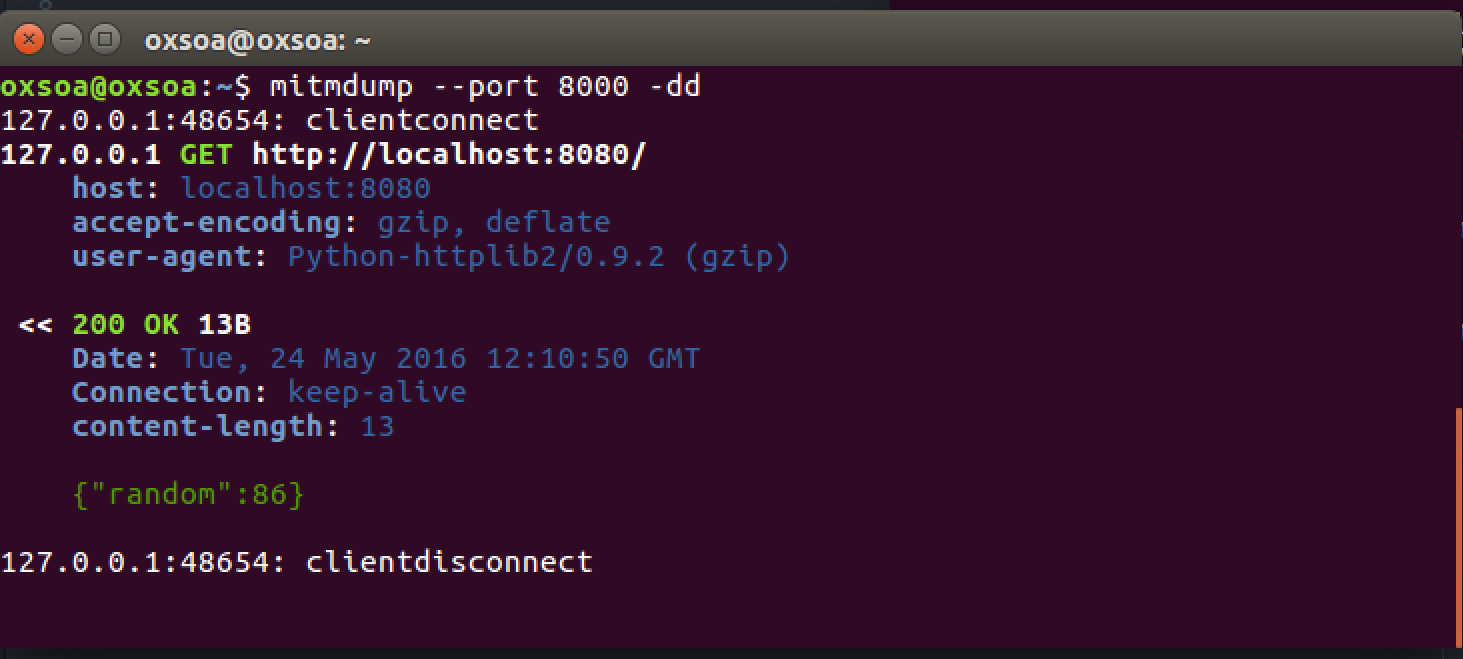 oxsoa@oxsoa: ~
oxsoa@oxsoa:~$ mitmdump --port 8000 -dd
127.0.0.1:48654: clientconnect
127.0.0.1 GET http://localhost:8080/
host: localhost:8080
accept-encoding: gzip, deflate
user-agent: Python-httplib2/0.9.2 (gzip)
<< 200 OK 13B
Date: Tue, 24 May 2016 12:10:50 GMT
Connection: keep-alive
content-length: 13
{"random":86}
127.0.0.1:48654: clientdisconnect